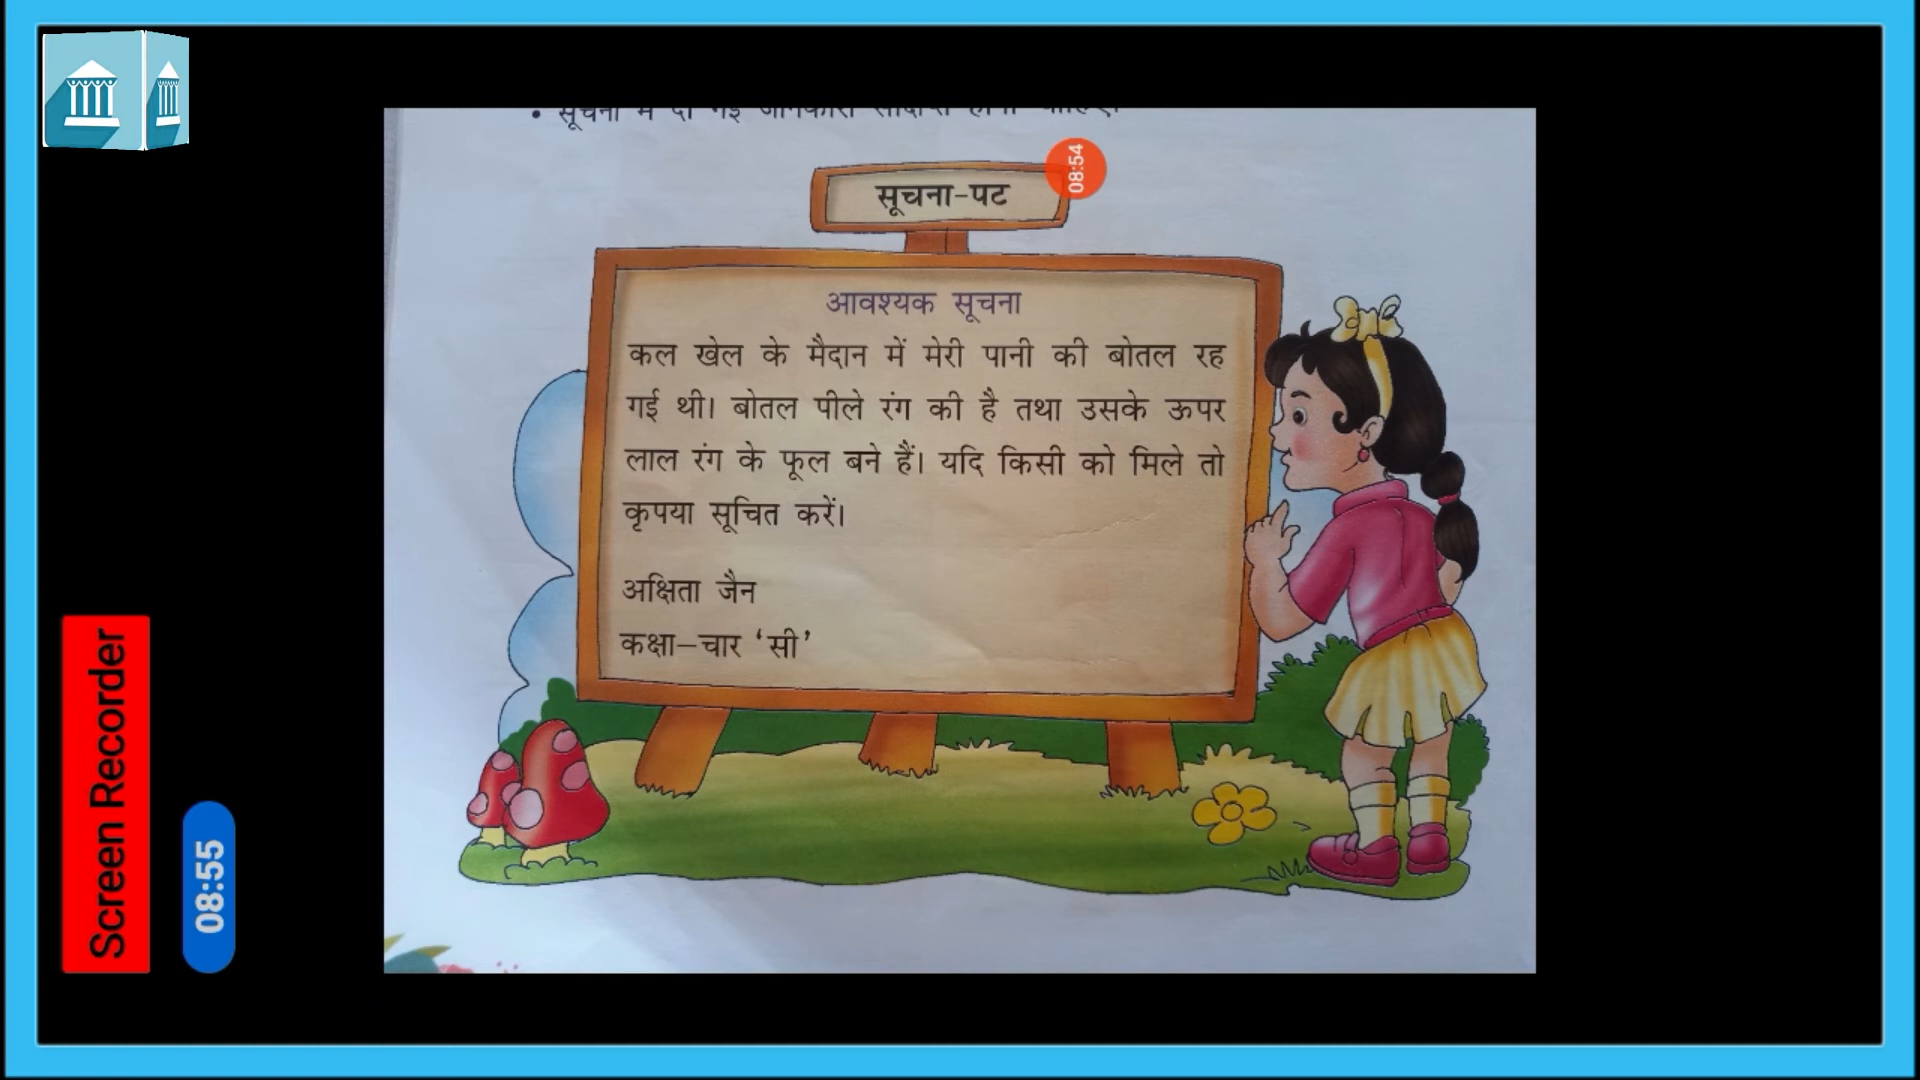 सूचना-पट
08:54
आवश्यक सूचना
कल खेल के मैदान में मेरी पानी की बोतल रह
गई थी। बोतल पीले रंग की है तथा उसके ऊपर
लाल रंग के फूल बने हैं। यदि किसी को मिले तो
कृपया सूचित करें।
अक्षिता जैन
कक्षा–चार ‘सी’
Screen Recorder
08:55